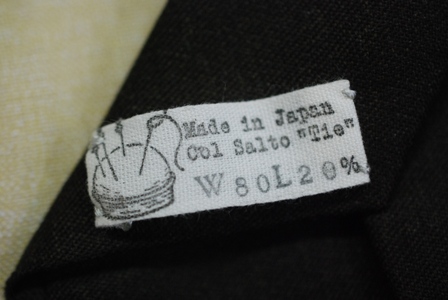 Made in Japan
Col Salto "Tie"
W80L20%